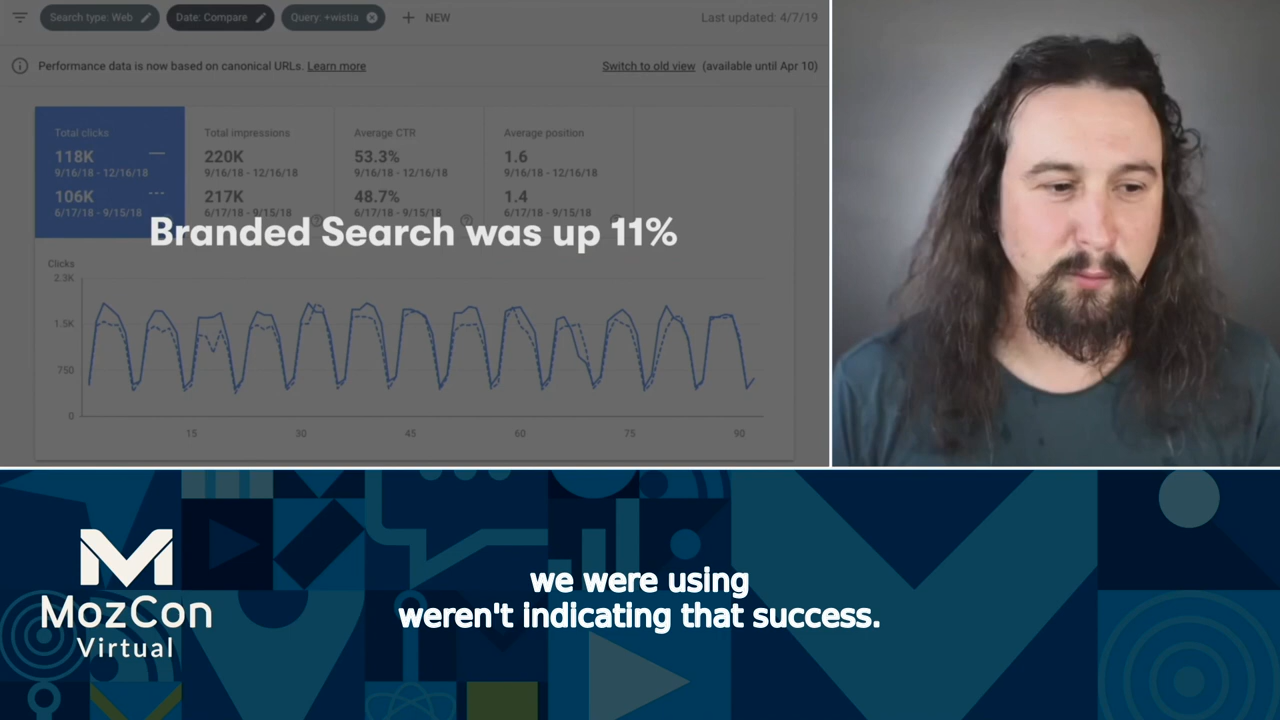 Search type: Web
Date: Compare
Query: +wistia
+ NEW
Last updated: 4/7/19
Performance data is now based on canonical URLs. Learn more
Switch to old view (available until Apr 10)
Total clicks
118K
9/16/18 - 12/16/18
106K
6/17/18 - 9/15/18
Total impressions
220K
9/16/18 - 12/16/18
217K
6/17/18 - 9/15/18
Average CTR
53.3%
9/16/18 - 12/16/18
48.7%
6/17/18 - 9/15/18
Average position
1.6
9/16/18 - 12/16/18
1.4
6/17/18 - 9/15/18
Branded Search was up 11%
Clicks
2.3K
1.5K
750
0
15
30
45
60
75
90
MozCon
Virtual
we were using
weren't indicating that success.